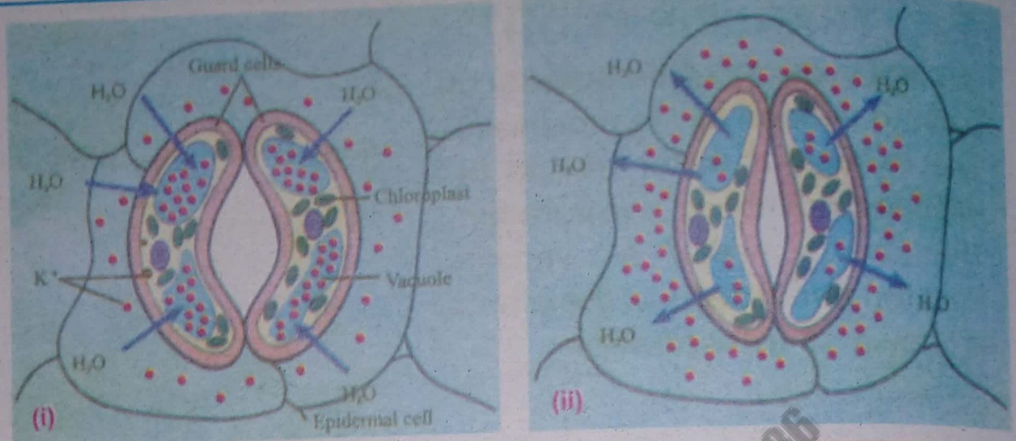 Guard cells
H₂O
H₂O
H₂O
Chloroplast
K⁺
Vacuole
H₂O
H₂O
Epidermal cell
(i)
H₂O
H₂O
H₂O
H₂O
H₂O
(ii)